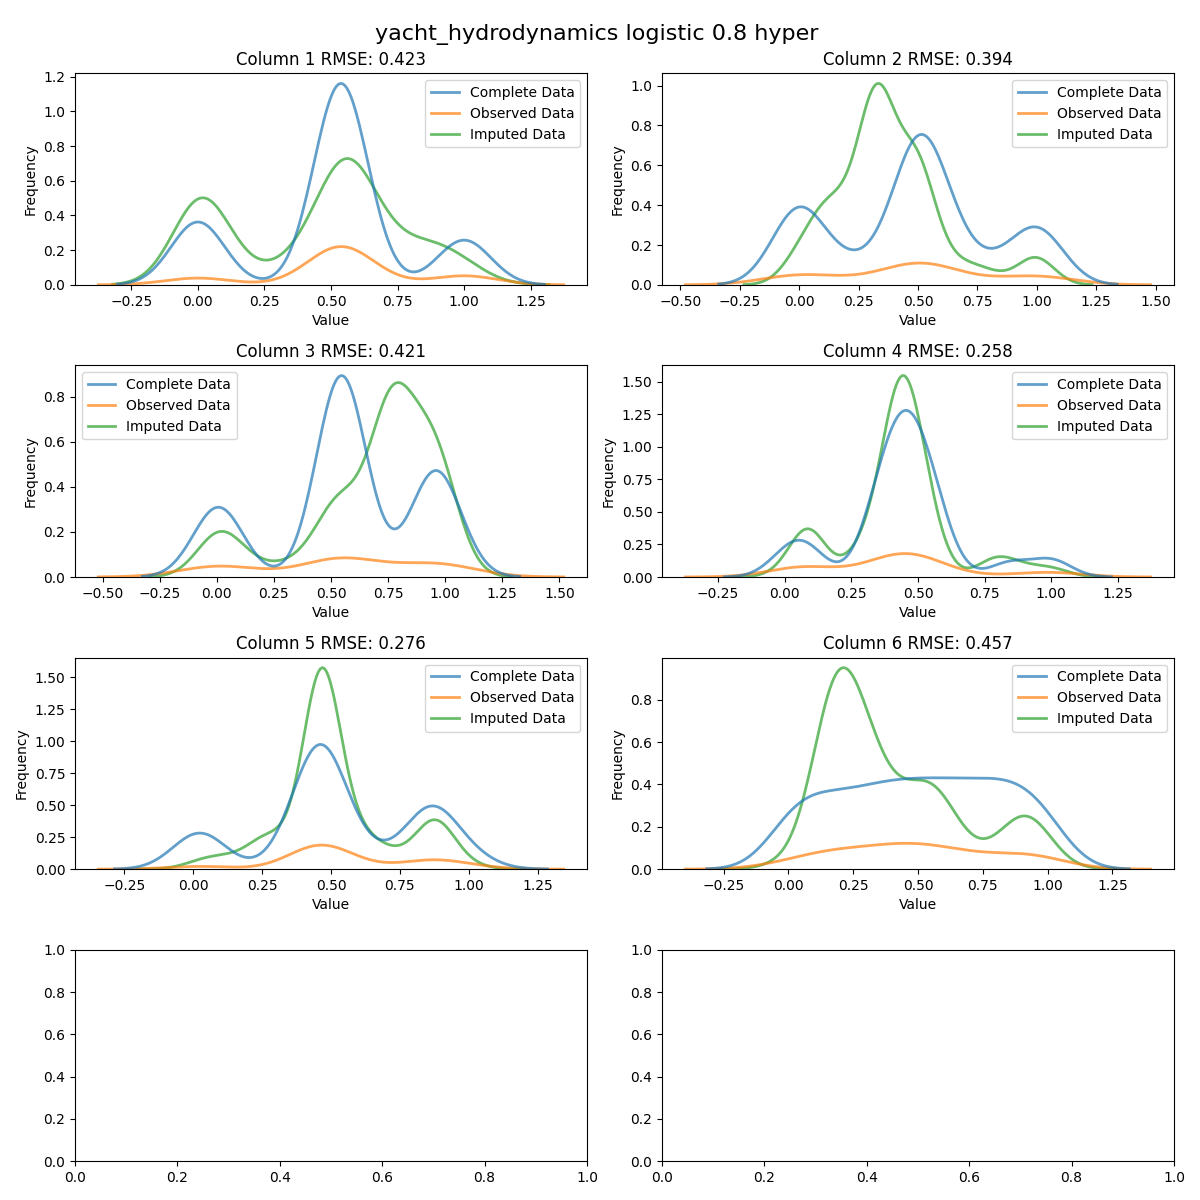 yacht_hydrodynamics logistic 0.8 hyper
Column 1 RMSE: 0.423
1.2
1.0
0.8
0.6
0.4
0.2
0.0
Frequency
Complete Data
Observed Data
Imputed Data
−0.25 0.00 0.25 0.50 0.75 1.00 1.25
Value
Column 2 RMSE: 0.394
1.0
0.8
0.6
0.4
0.2
0.0
Frequency
Complete Data
Observed Data
Imputed Data
−0.50 −0.25 0.00 0.25 0.50 0.75 1.00 1.25 1.50
Value
Column 3 RMSE: 0.421
0.8
0.6
0.4
0.2
0.0
Frequency
Complete Data
Observed Data
Imputed Data
−0.50 −0.25 0.00 0.25 0.50 0.75 1.00 1.25 1.50
Value
Column 4 RMSE: 0.258
1.50
1.25
1.00
0.75
0.50
0.25
0.00
Frequency
Complete Data
Observed Data
Imputed Data
−0.25 0.00 0.25 0.50 0.75 1.00 1.25
Value
Column 5 RMSE: 0.276
1.50
1.25
1.00
0.75
0.50
0.25
0.00
Frequency
Complete Data
Observed Data
Imputed Data
−0.25 0.00 0.25 0.50 0.75 1.00 1.25
Value
Column 6 RMSE: 0.457
0.8
0.6
0.4
0.2
0.0
Frequency
Complete Data
Observed Data
Imputed Data
−0.25 0.00 0.25 0.50 0.75 1.00 1.25
Value
1.0
0.8
0.6
0.4
0.2
0.0
0.0 0.2 0.4 0.6 0.8 1.0
1.0
0.8
0.6
0.4
0.2
0.0
0.0 0.2 0.4 0.6 0.8 1.0